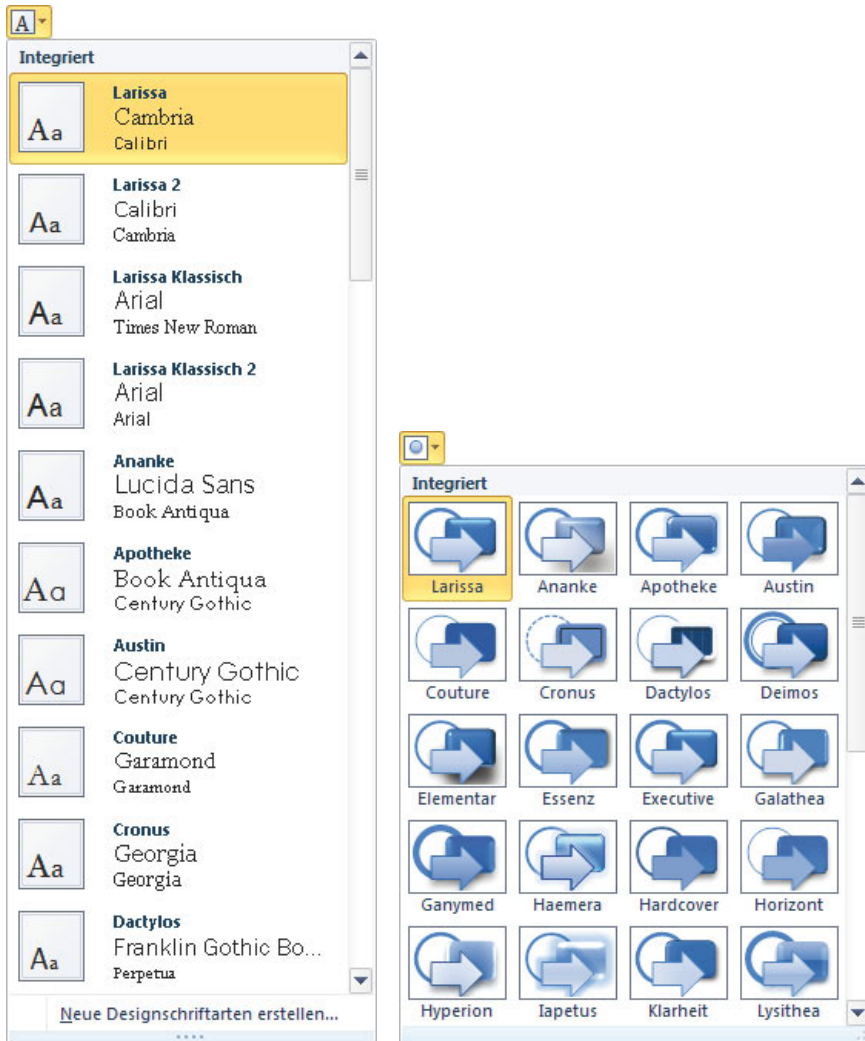 A
Integriert
Aa
Larissa
Cambria
Calibri
Aa
Larissa 2
Calibri
Cambria
Aa
Larissa Klassisch
Arial
Times New Roman
Aa
Larissa Klassisch 2
Arial
Arial
Aa
Ananke
Lucida Sans
Book Antiqua
Aa
Apotheke
Book Antiqua
Century Gothic
Aa
Austin
Century Gothic
Century Gothic
Aa
Couture
Garamond
Garamond
Aa
Cronus
Georgia
Georgia
Aa
Dactylos
Franklin Gothic Bo...
Perpetua
Neue Designschriftarten erstellen...
Integriert
Larissa Ananke Apotheke Austin
Couture Cronus Dactylos Deimos
Elementar Essenz Executive Galathea
Ganymed Haemera Hardcover Horizont
Hyperion Iapetus Klarheit Lysithea